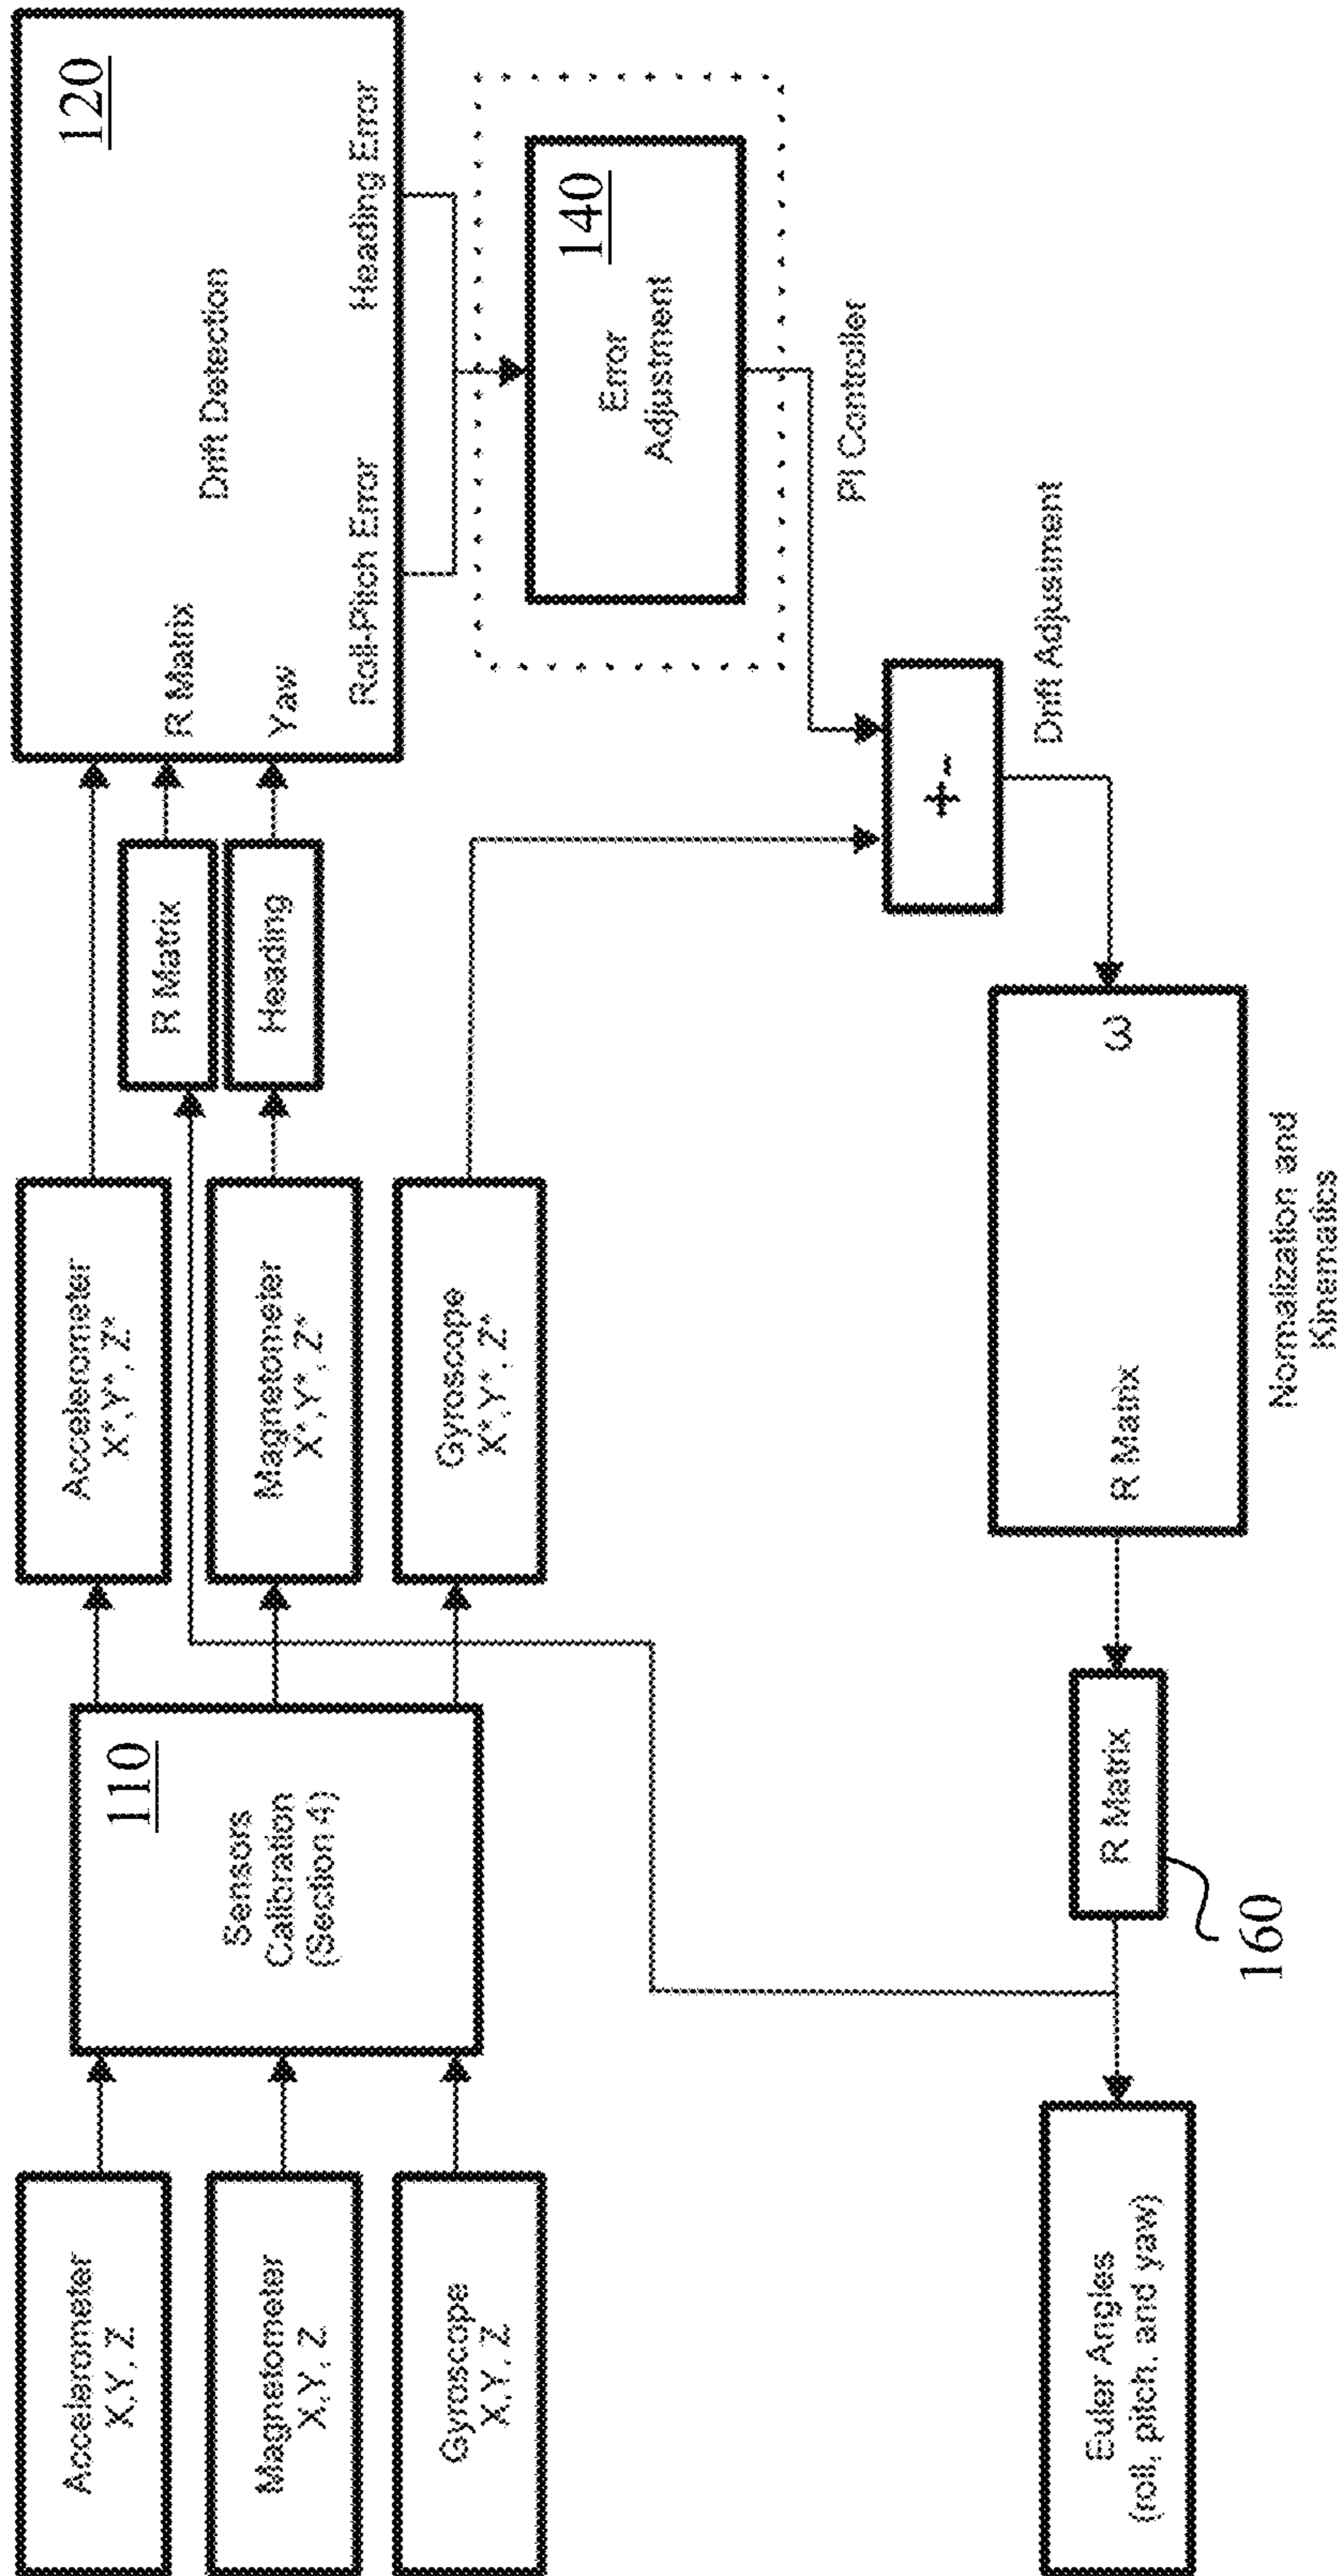 Accelerometer
X,Y, Z
Magnetometer
X,Y, Z
Gyroscope
X,Y, Z
110
Sensors
Calibration
(Section 4)
Accelerometer
X*,Y*, Z*
Magnetometer
X*,Y*, Z*
Gyroscope
X*,Y*, Z*
R Matrix
Heading
120
Drift Detection
R Matrix
Yaw
Roll-Pitch Error
Heading Error
140
Error
Adjustment
PI Controller
+-
Drift Adjustment
ω
R Matrix
Normalization and
Kinematics
R Matrix
160
Euler Angles
(roll, pitch, and yaw)